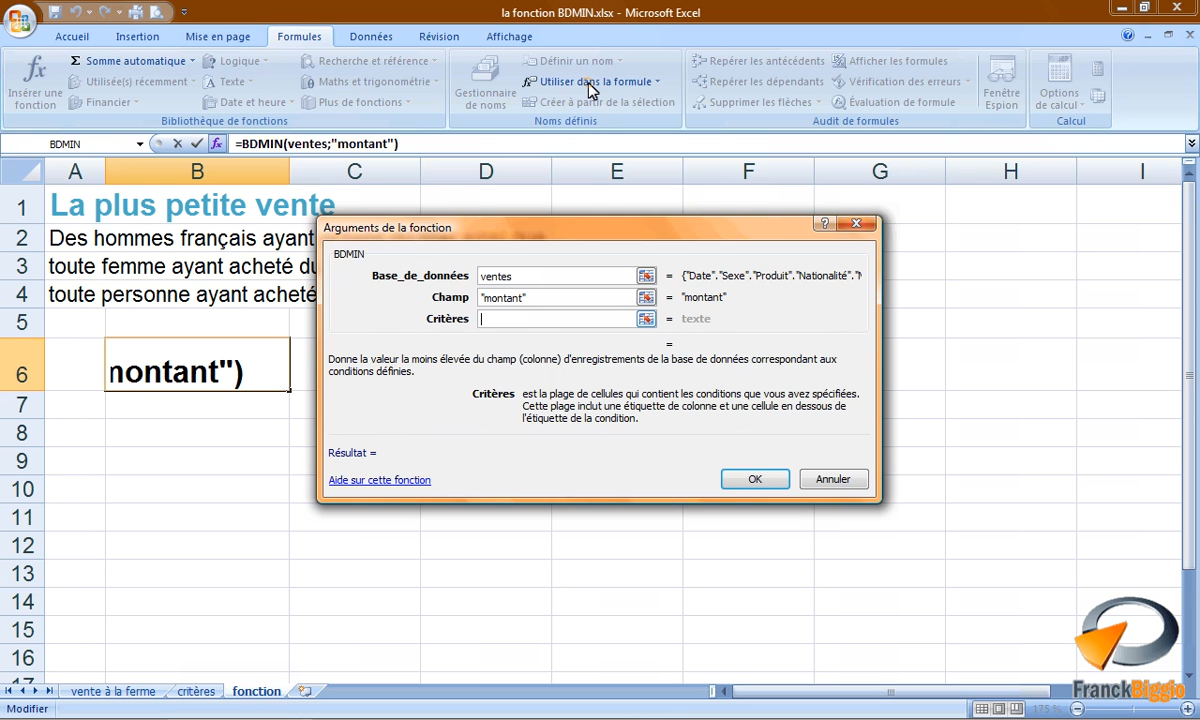 la fonction BDMIN.xlsx - Microsoft Excel
Accueil Insertion Mise en page Formules Données Révision Affichage
fx
Insérer une fonction
Σ Somme automatique
Utilisé(es) récemment
Financier
Logique
Texte
Date et heure
Recherche et référence
Maths et trigonométrie
Plus de fonctions
Bibliothèque de fonctions
Gestionnaire de noms
Définir un nom
Utiliser dans la formule
Créer à partir de la sélection
Noms définis
Repérer les antécédents
Repérer les dépendants
Supprimer les flèches
Afficher les formules
Vérification des erreurs
Évaluation de formule
Fenêtre Espion
Audit de formules
Options de calcul
Calcul
BDMIN fx =BDMIN(ventes;"montant")
A B C D E F G H I
1 La plus petite vente
2 Des hommes français ayant
3 toute femme ayant acheté du
4 toute personne ayant acheté
5
6 montant")
7
8
9
10
11
12
13
14
15
16
17
Arguments de la fonction
BDMIN
Base_de_données ventes = {"Date"."Sexe"."Produit"."Nationalité"."M
Champ "montant" = "montant"
Critères = texte
=
Donne la valeur la moins élevée du champ (colonne) d'enregistrements de la base de données correspondant aux
conditions définies.
Critères est la plage de cellules qui contient les conditions que vous avez spécifiées.
Cette plage inclut une étiquette de colonne et une cellule en dessous de
l'étiquette de la condition.
Résultat =
Aide sur cette fonction
OK Annuler
FranckBiggio
vente à la ferme critères fonction
Modifier 175 %